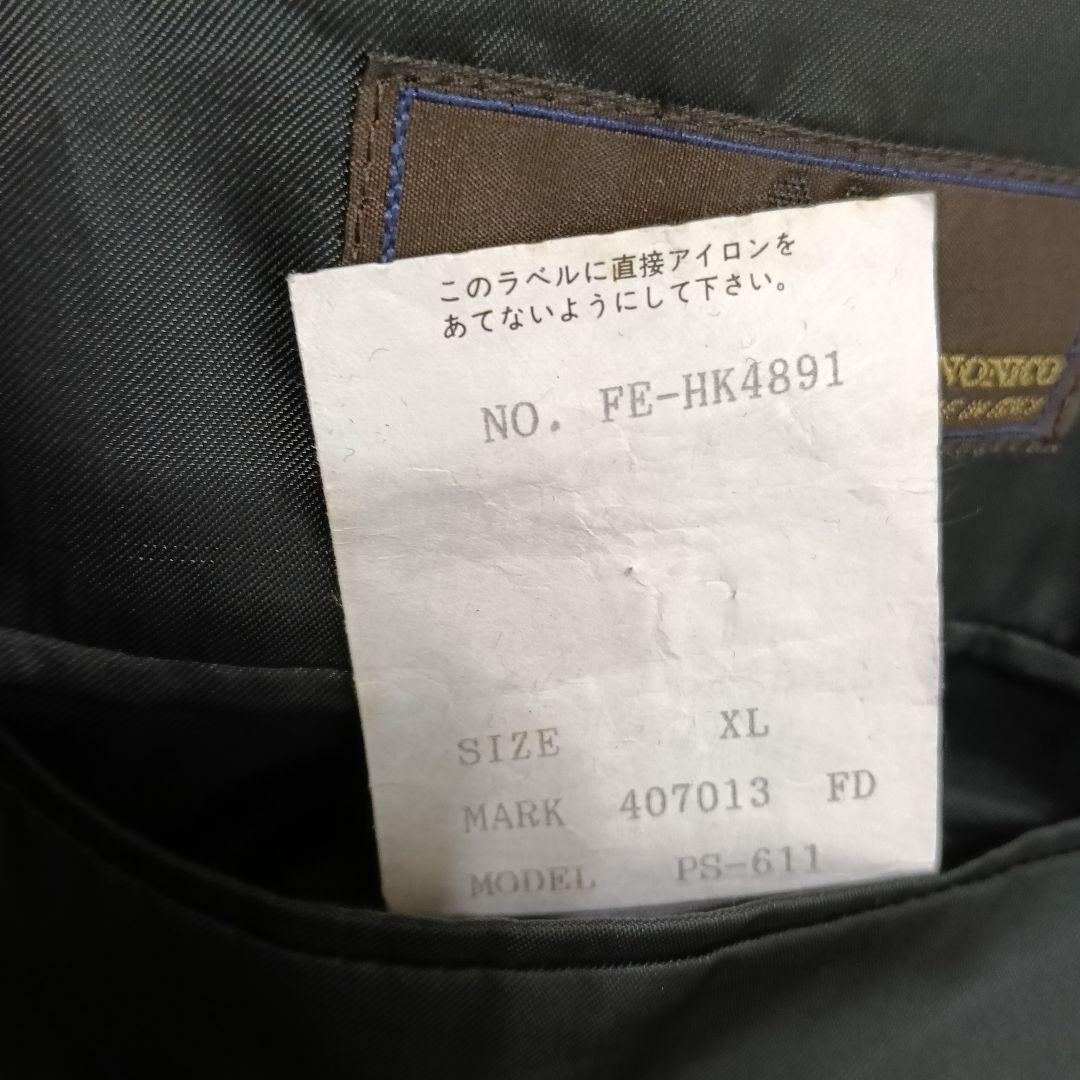 このラベルに直接アイロンを
あてないようにして下さい。
NO. FE-HK4891
SIZE XL
MARK 407013 FD
MODEL PS-611